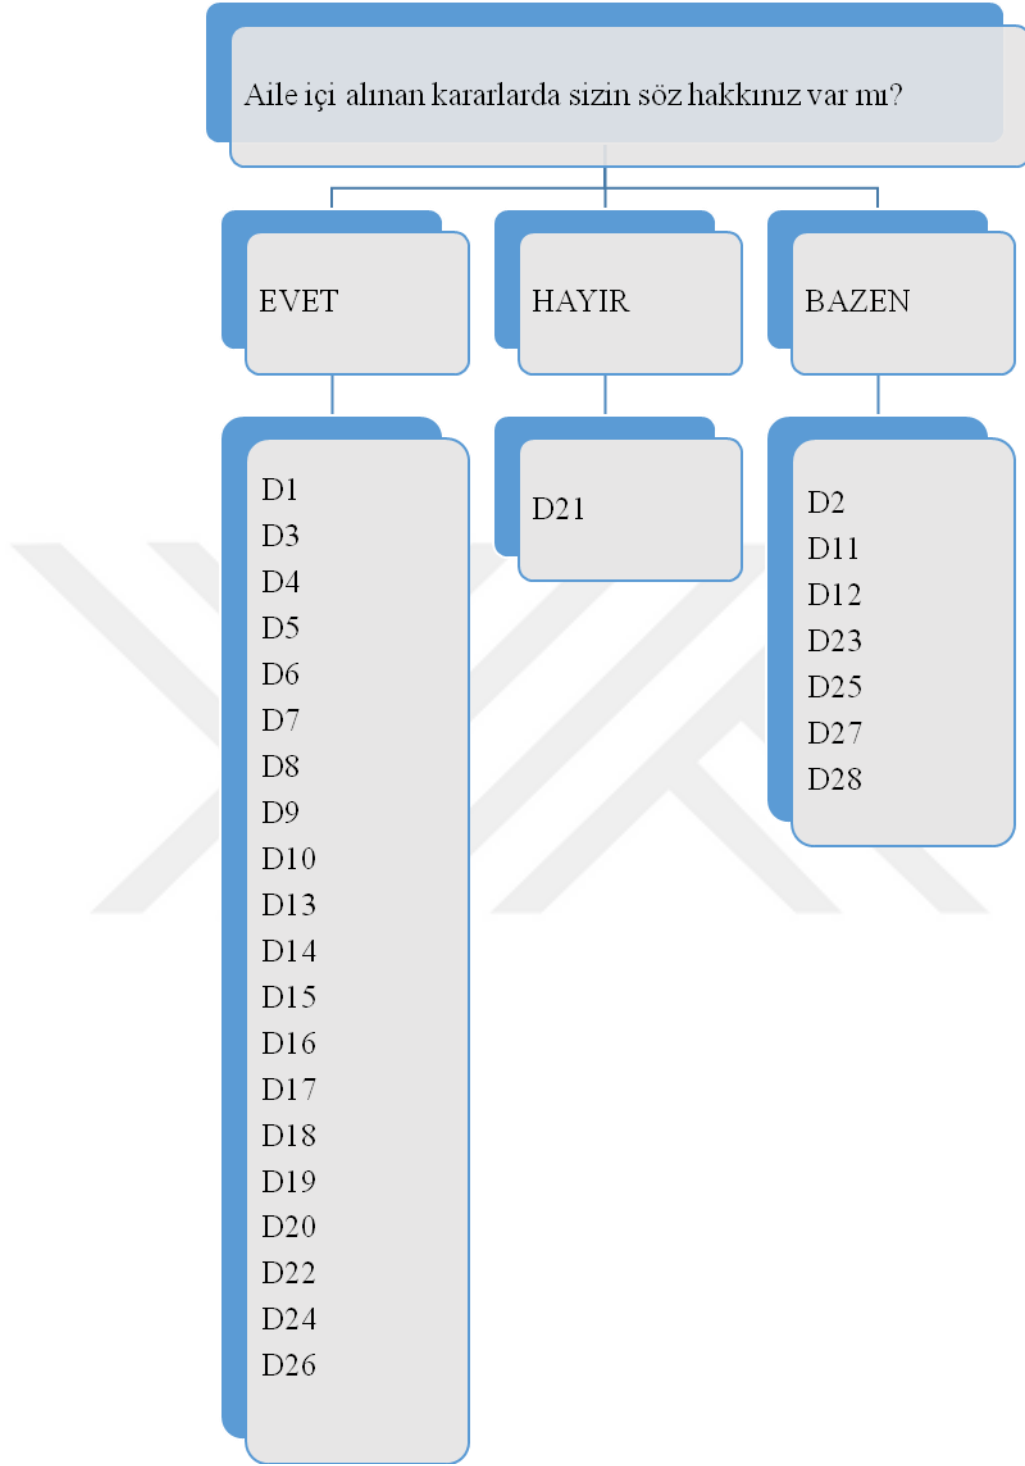 Aile içi alınan kararlarda sizin söz hakkınız var mı?
EVET
HAYIR
BAZEN
D1
D3
D4
D5
D6
D7
D8
D9
D10
D13
D14
D15
D16
D17
D18
D19
D20
D22
D24
D26
D21
D2
D11
D12
D23
D25
D27
D28